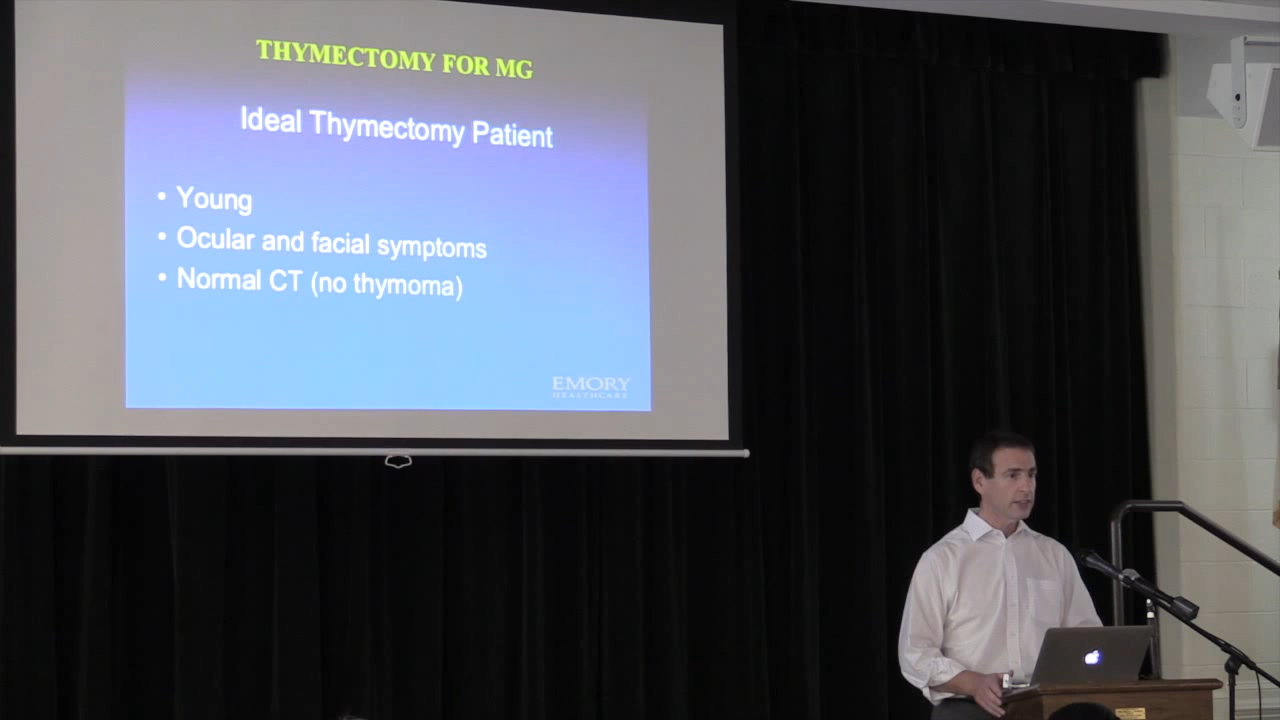 THYMECTOMY FOR MG
Ideal Thymectomy Patient
• Young
• Ocular and facial symptoms
• Normal CT (no thymoma)
EMORY
HEALTHCARE